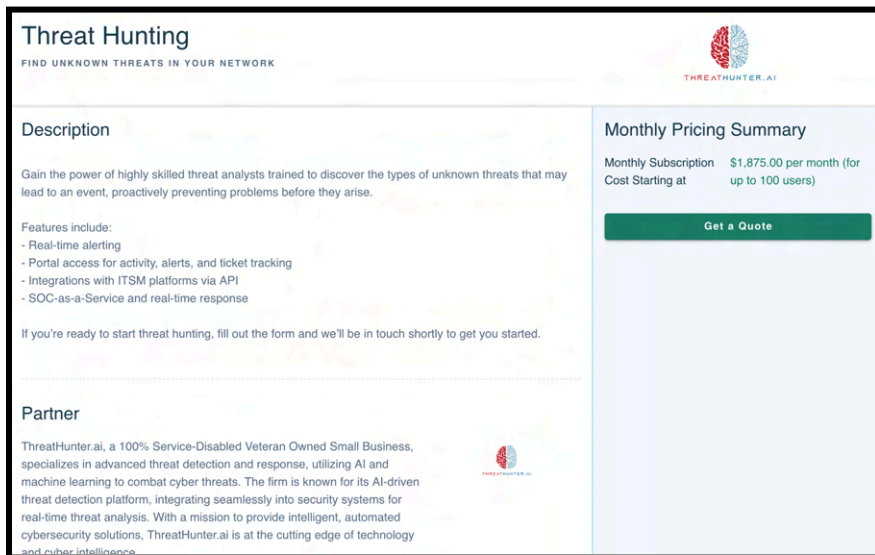 Threat Hunting
FIND UNKNOWN THREATS IN YOUR NETWORK
THREATHUNTER.AI
Description
Gain the power of highly skilled threat analysts trained to discover the types of unknown threats that may
lead to an event, proactively preventing problems before they arise.
Features include:
- Real-time alerting
- Portal access for activity, alerts, and ticket tracking
- Integrations with ITSM platforms via API
- SOC-as-a-Service and real-time response
If you're ready to start threat hunting, fill out the form and we'll be in touch shortly to get you started.
Monthly Pricing Summary
Monthly Subscription
Cost Starting at
$1,875.00 per month (for
up to 100 users)
Get a Quote
Partner
ThreatHunter.ai, a 100% Service-Disabled Veteran Owned Small Business,
specializes in advanced threat detection and response, utilizing AI and
machine learning to combat cyber threats. The firm is known for its AI-driven
threat detection platform, integrating seamlessly into security systems for
real-time threat analysis. With a mission to provide intelligent, automated
cybersecurity solutions, ThreatHunter.ai is at the cutting edge of technology
and cyber intelligence.
THREATHUNTER.AI